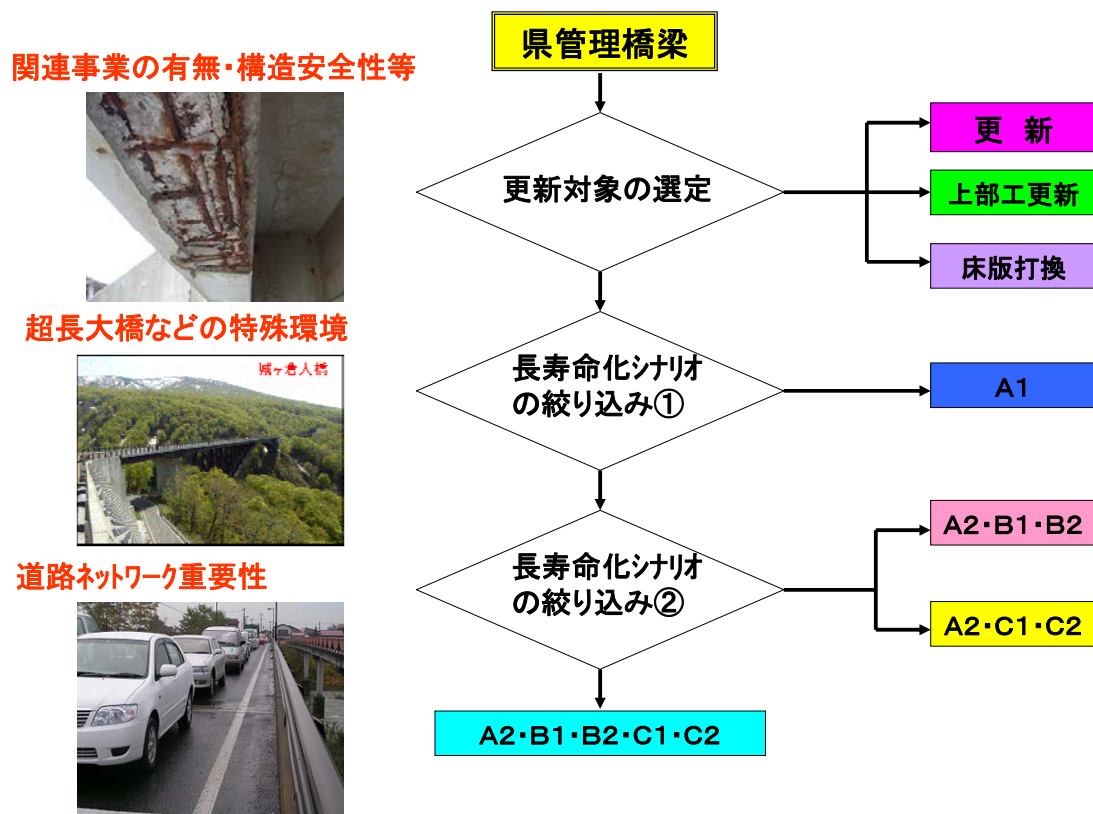 県管理橋梁
関連事業の有無・構造安全性等
更新対象の選定
更 新
上部工更新
床版打換
超長大橋などの特殊環境
城ヶ倉大橋
長寿命化シナリオ
の絞り込み①
A1
道路ネットワーク重要性
長寿命化シナリオ
の絞り込み②
A2・B1・B2
A2・C1・C2
A2・B1・B2・C1・C2